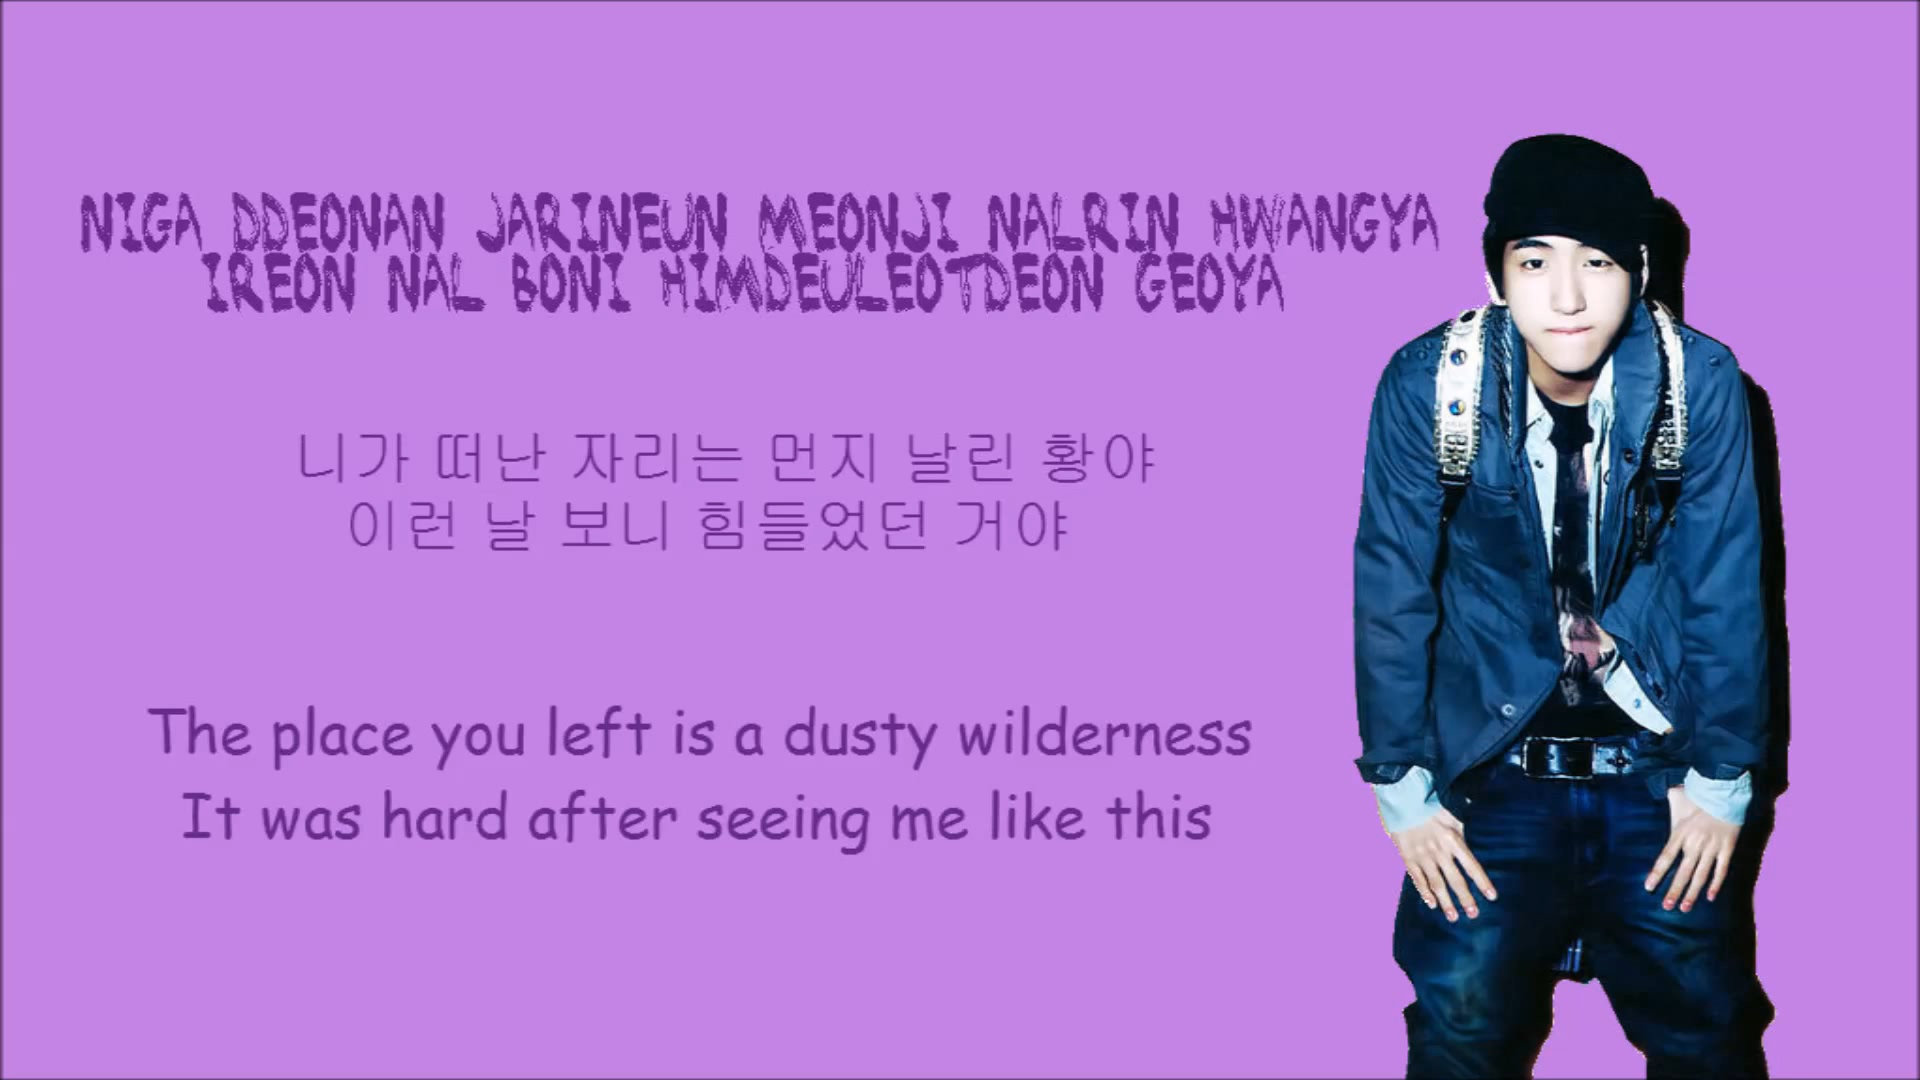 NIGA DDEONAN JARINEUN MEONJI NALRIN HWANGYA
IREON NAL BONI HIMDEULEOTDEON GEOYA
니가 떠난 자리는 먼지 날린 황야
이런 날 보니 힘들었던 거야
The place you left is a dusty wilderness
It was hard after seeing me like this